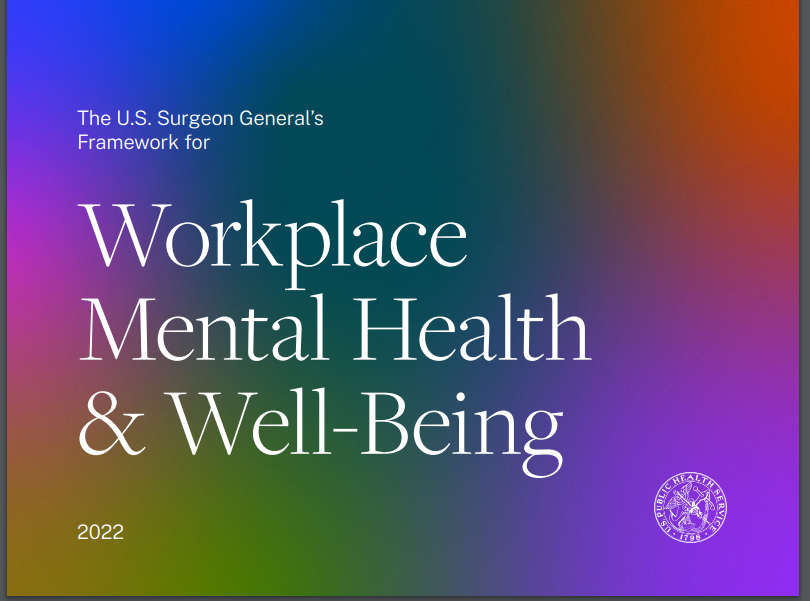 The U.S. Surgeon General’s
Framework for
Workplace
Mental Health
& Well-Being
2022
U.S. PUBLIC HEALTH SERVICE
1798